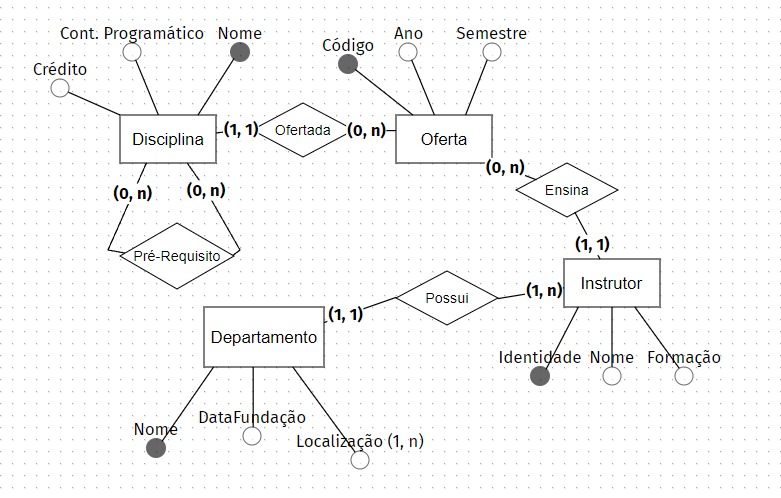 Cont. Programático
Nome
Crédito
Código
Ano
Semestre
Disciplina
(1, 1)
Ofertada
(0, n)
Oferta
(0, n)
(0, n)
Pré-Requisito
(0, n)
Ensina
(1, 1)
Instrutor
Identidade
Nome
Formação
Departamento
(1, 1)
Possui
(1, n)
Nome
DataFundação
Localização (1, n)